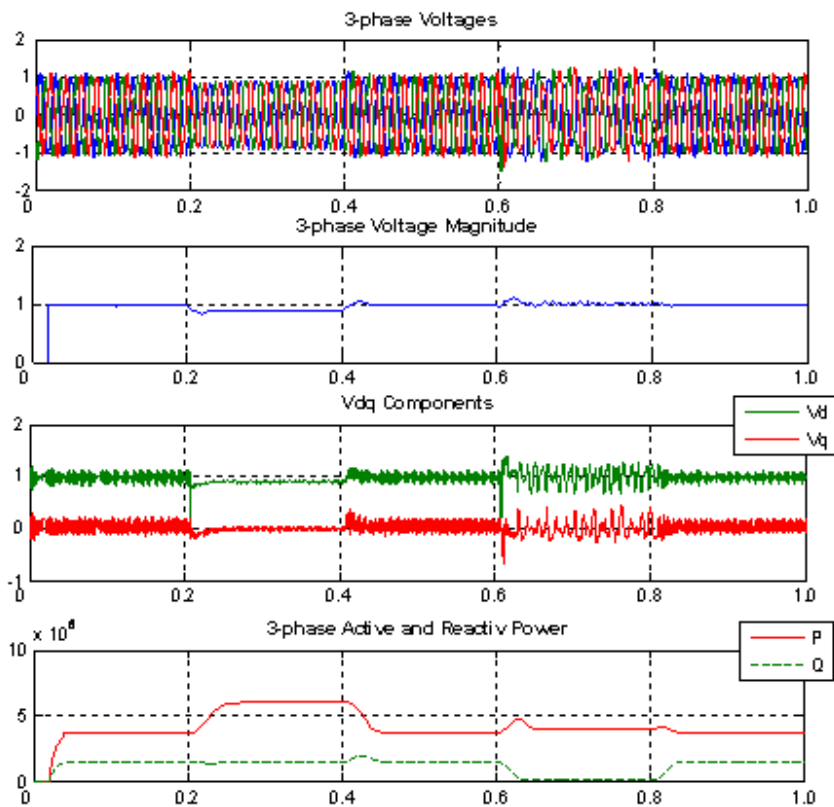 3-phase Voltages
2
1
0
-1
-2
0 0.2 0.4 0.6 0.8 1.0
3-phase Voltage Magnitude
2
1
0
0 0.2 0.4 0.6 0.8 1.0
Vdq Components
Vd
Vq
2
1
0
-1
0 0.2 0.4 0.6 0.8 1.0
x 10⁶
3-phase Active and Reactiv Power
P
Q
10
5
0
0 0.2 0.4 0.6 0.8 1.0